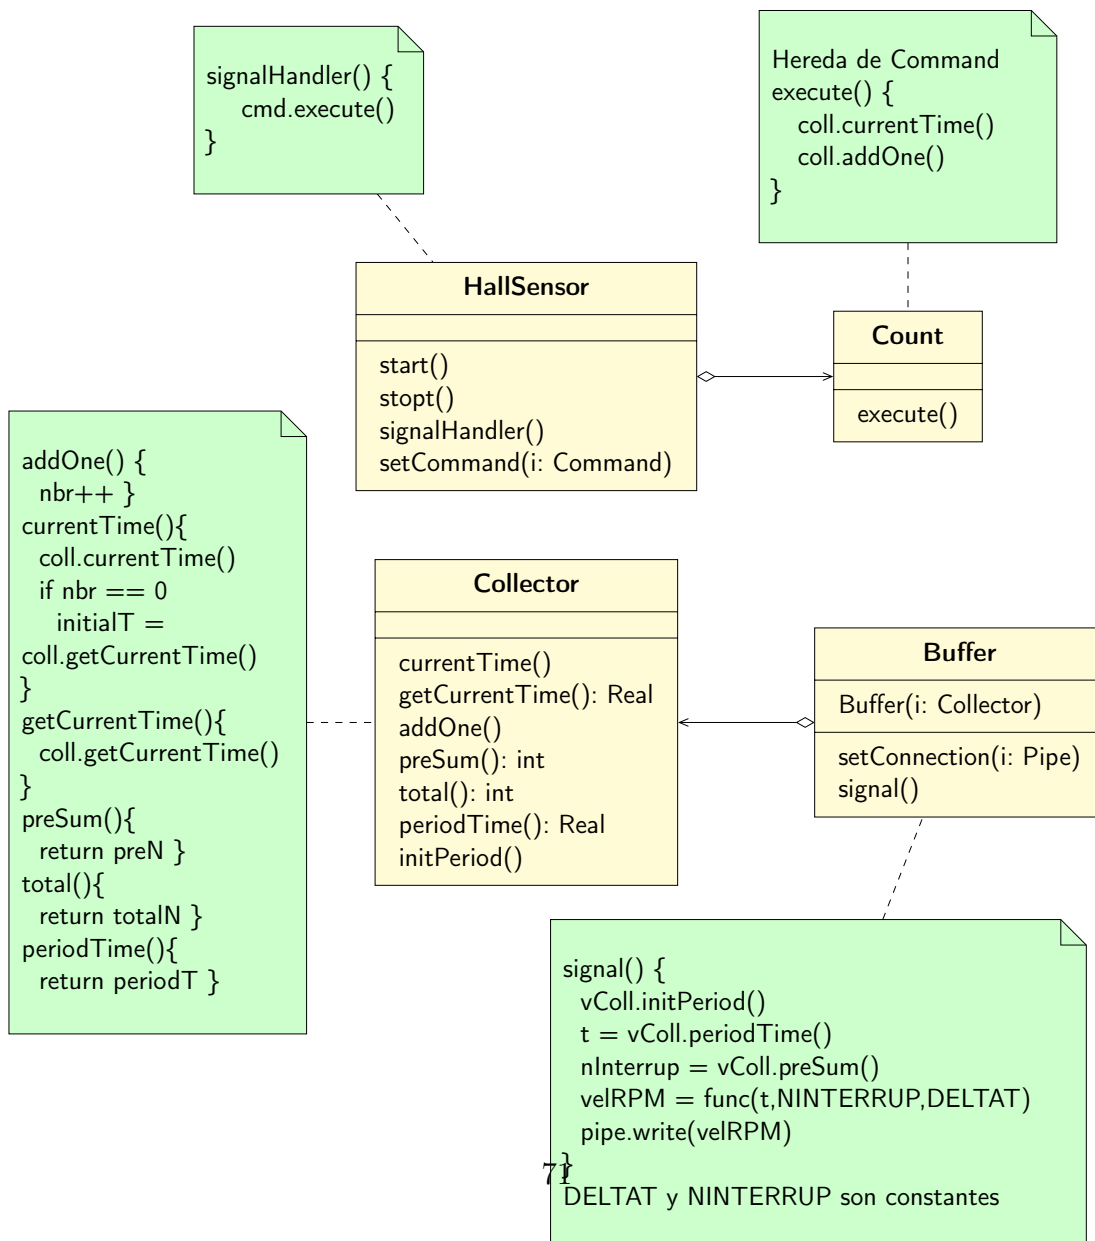 signalHandler() {
cmd.execute()
}
Hereda de Command
execute() {
coll.currentTime()
coll.addOne()
}
HallSensor
start()
stopt()
signalHandler()
setCommand(i: Command)
Count
execute()
addOne() {
nbr++ }
currentTime(){
coll.currentTime()
if nbr == 0
initialT =
coll.getCurrentTime()
}
getCurrentTime(){
coll.getCurrentTime()
}
preSum(){
return preN }
total(){
return totalN }
periodTime(){
return periodT }
Collector
currentTime()
getCurrentTime(): Real
addOne()
preSum(): int
total(): int
periodTime(): Real
initPeriod()
Buffer
Buffer(i: Collector)
setConnection(i: Pipe)
signal()
signal() {
vColl.initPeriod()
t = vColl.periodTime()
nInterrup = vColl.preSum()
velRPM = func(t,NINTERRUP,DELTAT)
pipe.write(velRPM)
}
71
DELTAT y NINTERRUP son constantes